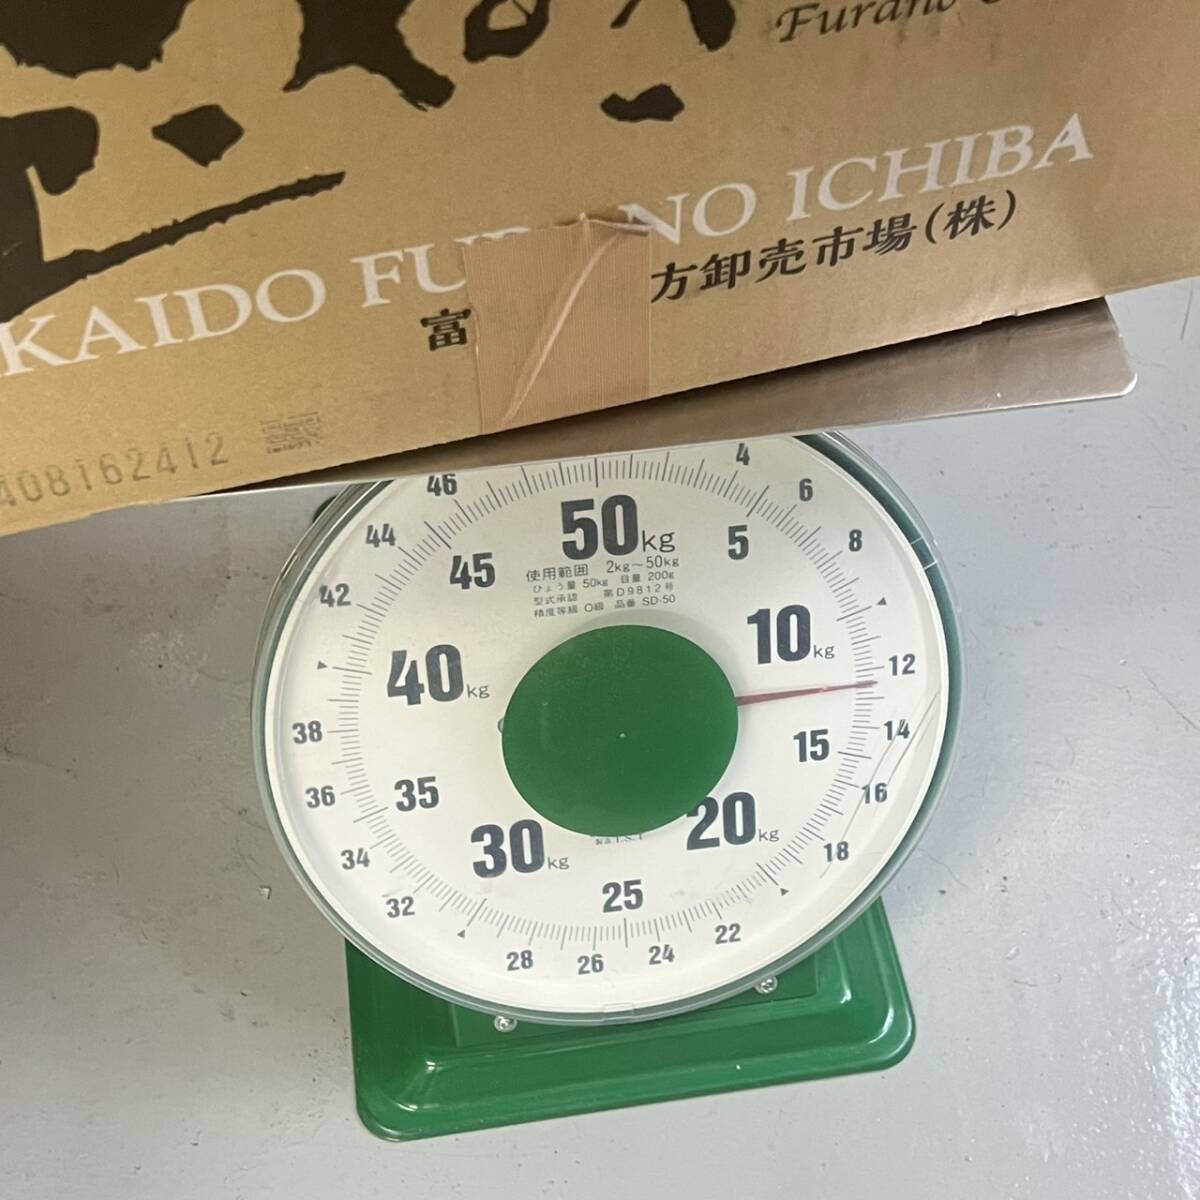 Furano
KAIDO FU NO ICHIBA
富 方卸売市場(株)
408162412
46
4
6
44
50kg
8
45
5
使用範囲 2kg~50kg
ひょう量 50kg 目量 200g
型式承認 第D9812号
精度等級 O級 品番 SD-50
42
10kg
40kg
12
38
14
15
36
35
16
20kg
30kg
34
18
25
32
22
28
26
24